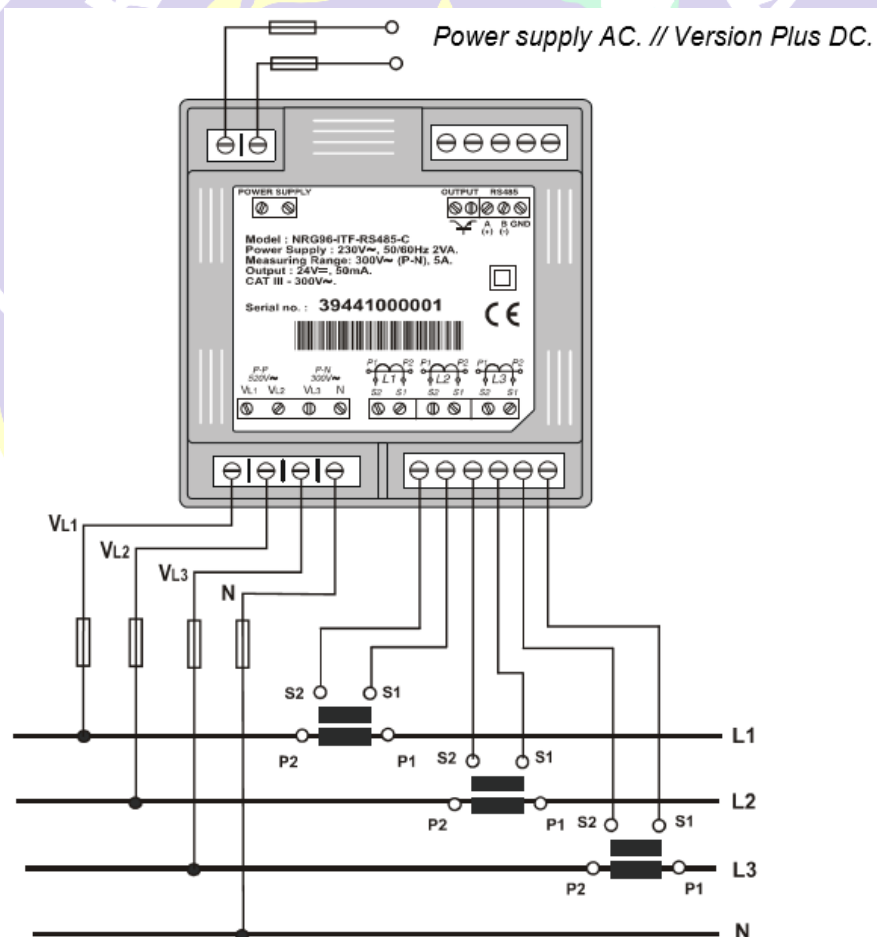 Power supply AC. // Version Plus DC.
POWER SUPPLY
OUTPUT RS485
A B GND
(+) (-)
Model : NRG96-ITF-RS485-C
Power Supply : 230V~, 50/60Hz 2VA.
Measuring Range: 300V~ (P-N), 5A.
Output : 24V=, 50mA.
CAT III - 300V~.
Serial no. : 39441000001
CE
P-P P-N
520V~ 300V~
VL1 VL2 VL3 N
P1 P2 P1 P2 P1 P2
L1 L2 L3
S2 S1 S2 S1 S2 S1
VL1
VL2
VL3
N
S2 S1
P2 P1
L1
S2 S1
P2 P1
L2
S2 S1
P2 P1
L3
N